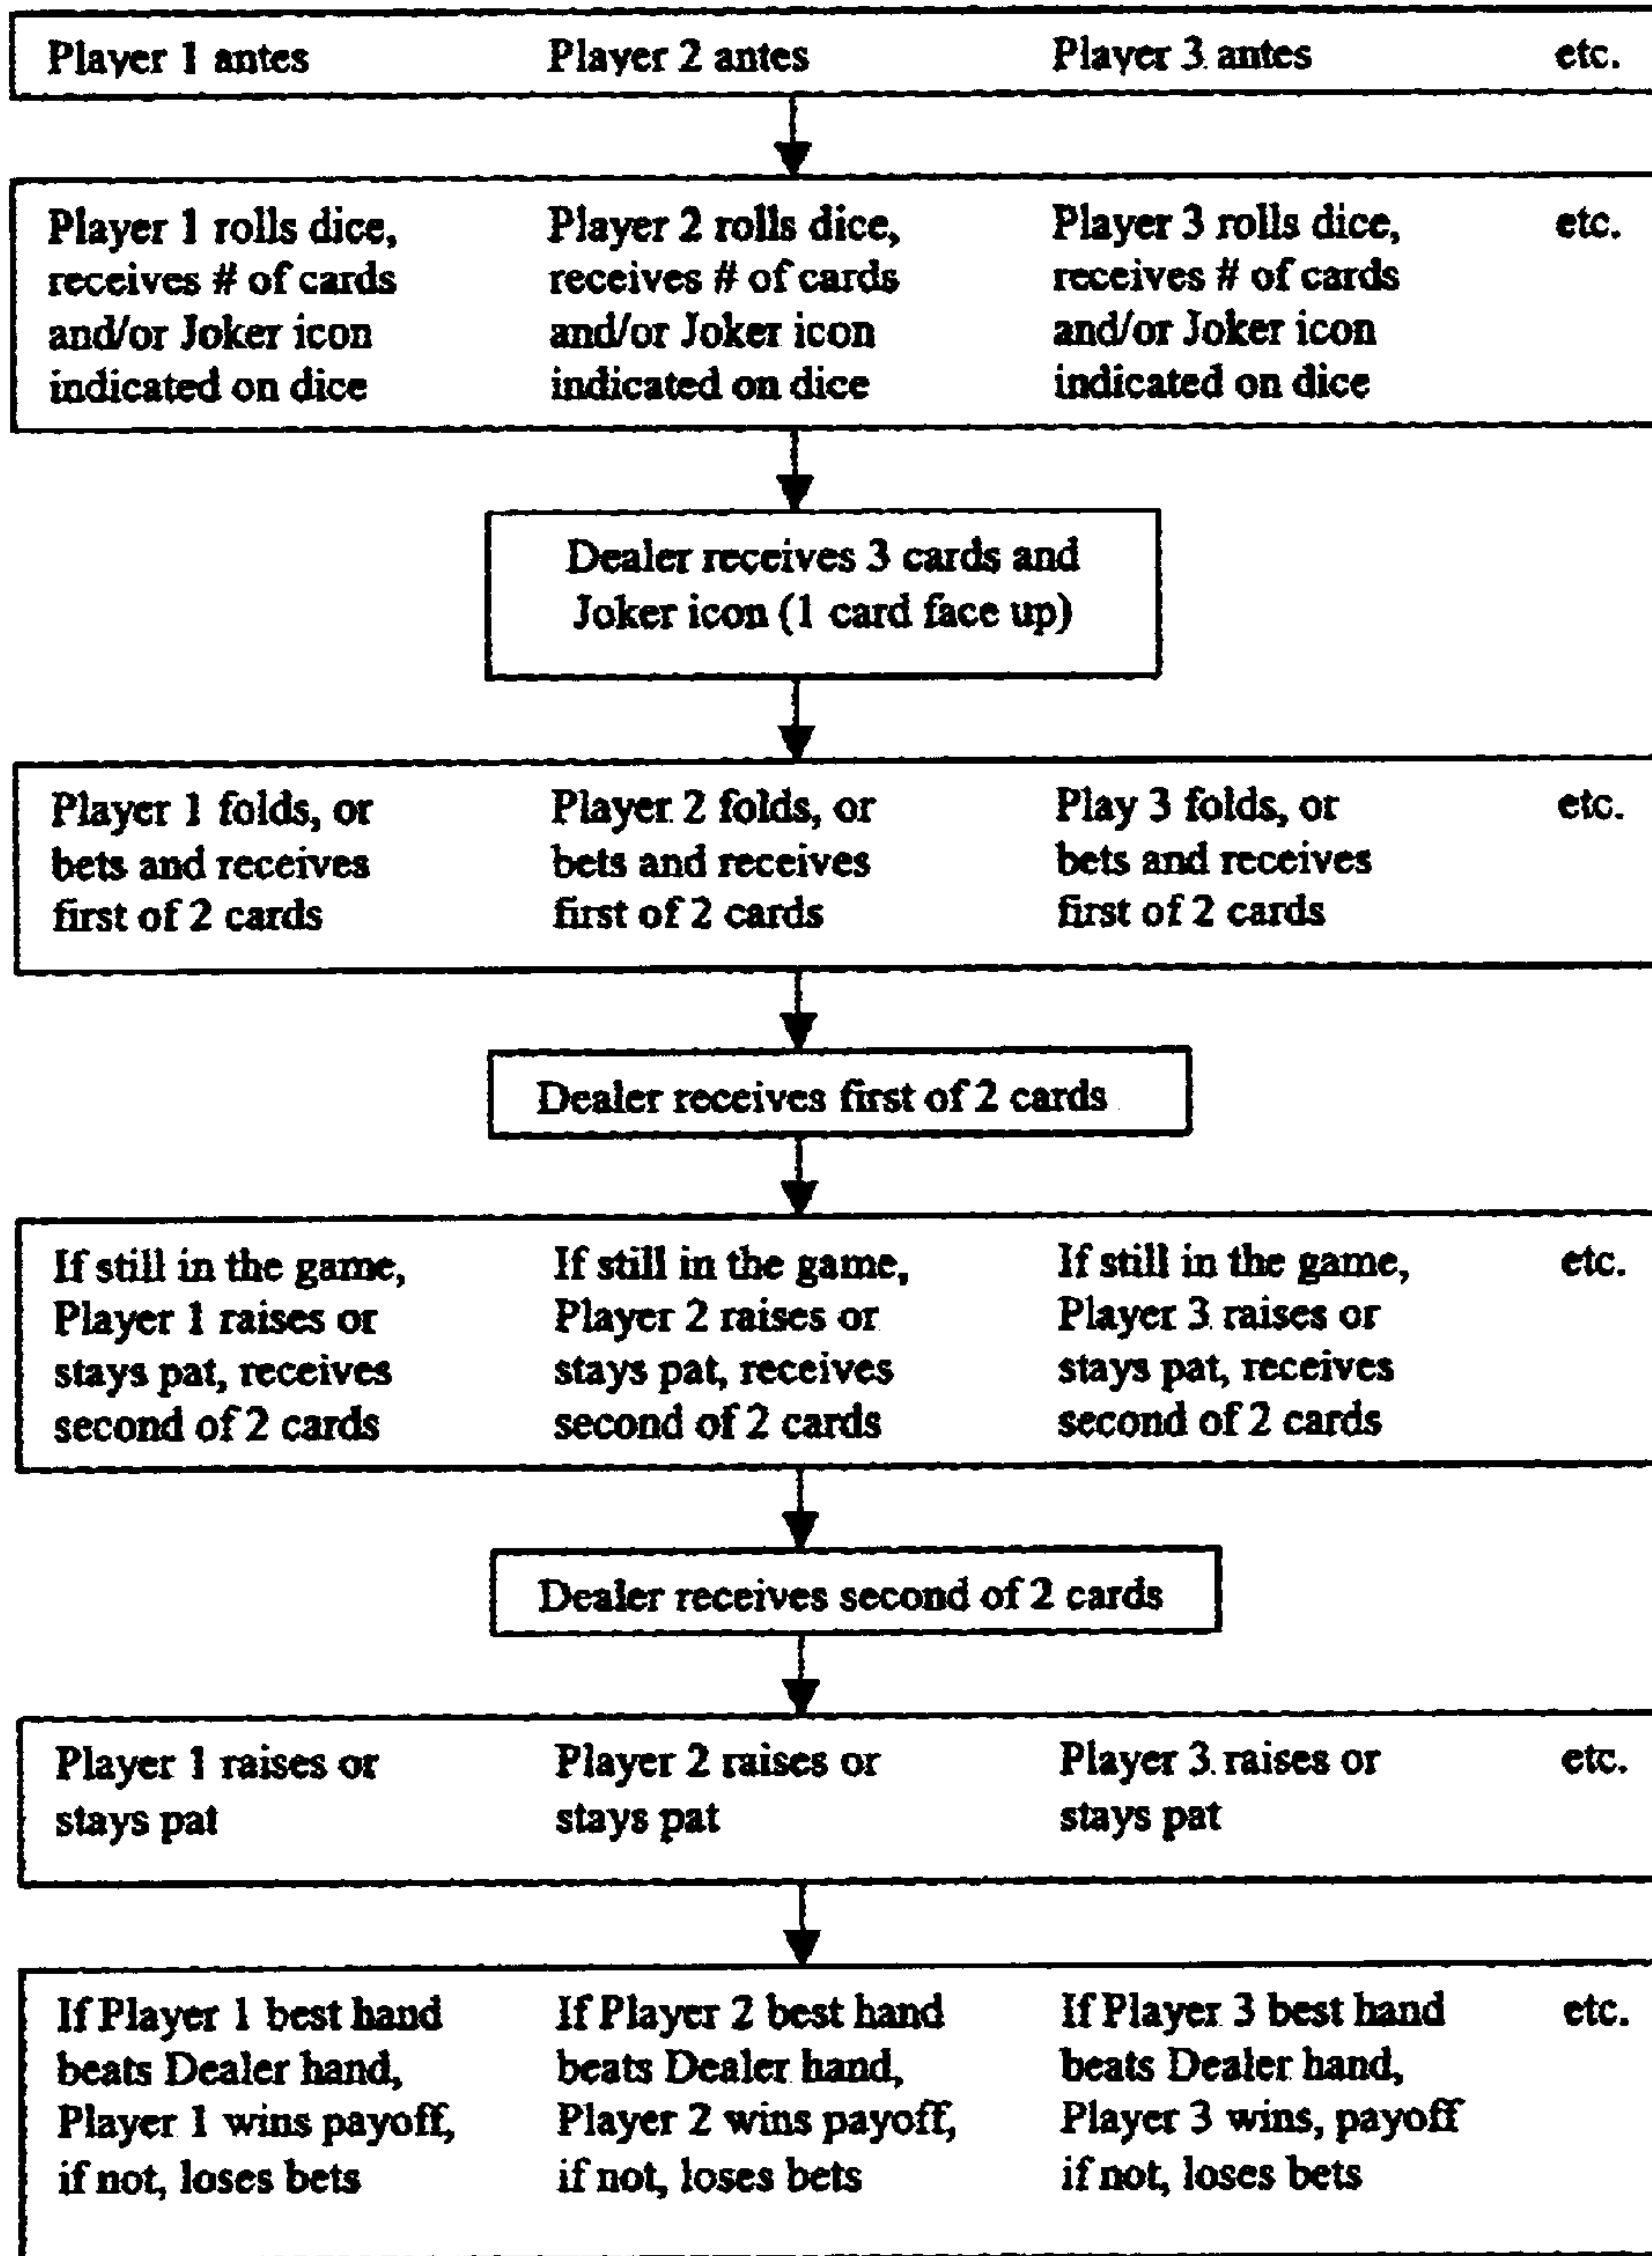 Player 1 antes Player 2 antes Player 3 antes etc.
Player 1 rolls dice, Player 2 rolls dice, Player 3 rolls dice, etc.
receives # of cards receives # of cards receives # of cards
and/or Joker icon and/or Joker icon and/or Joker icon
indicated on dice indicated on dice indicated on dice
Dealer receives 3 cards and
Joker icon (1 card face up)
Player 1 folds, or Player 2 folds, or Play 3 folds, or etc.
bets and receives bets and receives bets and receives
first of 2 cards first of 2 cards first of 2 cards
Dealer receives first of 2 cards
If still in the game, If still in the game, If still in the game, etc.
Player 1 raises or Player 2 raises or Player 3 raises or
stays pat, receives stays pat, receives stays pat, receives
second of 2 cards second of 2 cards second of 2 cards
Dealer receives second of 2 cards
Player 1 raises or Player 2 raises or Player 3 raises or etc.
stays pat stays pat stays pat
If Player 1 best hand If Player 2 best hand If Player 3 best hand etc.
beats Dealer hand, beats Dealer hand, beats Dealer hand,
Player 1 wins payoff, Player 2 wins payoff, Player 3 wins, payoff
if not, loses bets if not, loses bets if not, loses bets